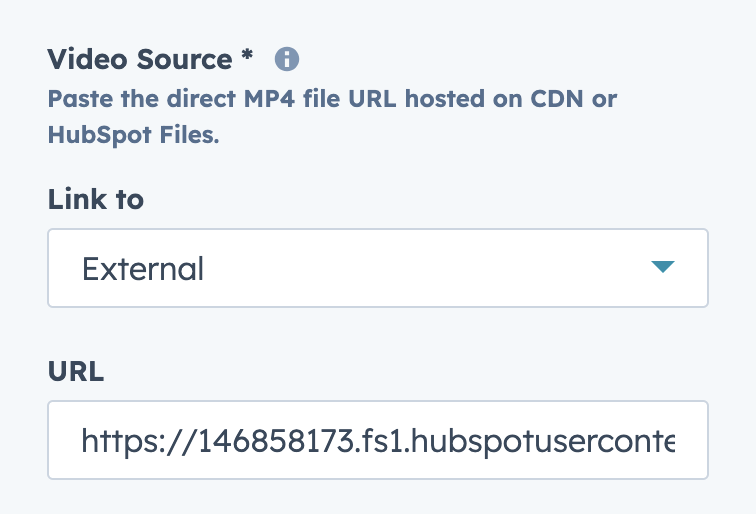 Video Source *
Paste the direct MP4 file URL hosted on CDN or
HubSpot Files.
Link to
External
URL
https://146858173.fs1.hubspotuserconte